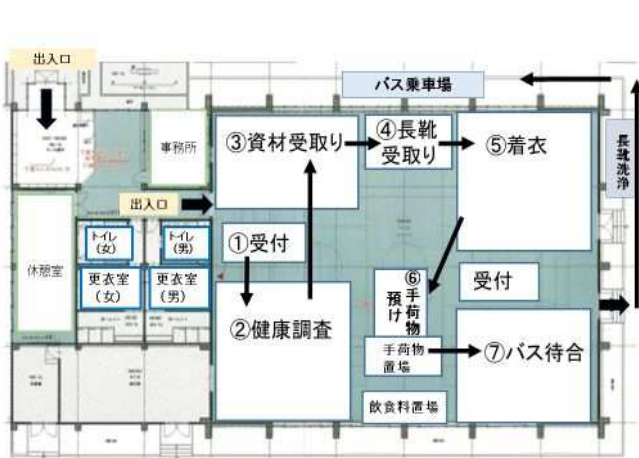 出入口
バス乗車場
長靴洗浄
③資材受取り
④長靴
受取り
⑤着衣
事務所
出入口
トイレ
(女)
トイレ
(男)
①受付
休憩室
更衣室
(女)
更衣室
(男)
②健康調査
⑥手荷物
預け
受付
手荷物
置場
⑦バス待合
飲食料置場